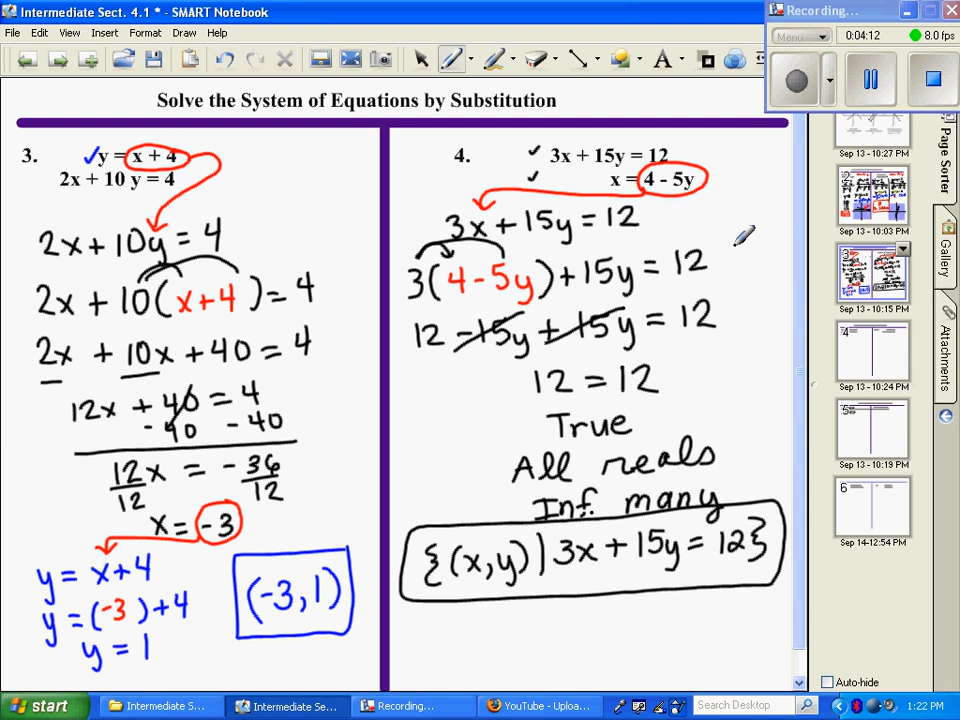 Intermediate Sect. 4.1 * - SMART Notebook
File Edit View Insert Format Draw Help
Recording...
Menu
0:04:12
8.0 fps
Solve the System of Equations by Substitution
3. y = x + 4
2x + 10 y = 4
2x + 10y = 4
2x + 10(x+4) = 4
2x + 10x + 40 = 4
12x + 40 = 4
- 40 - 40
12x = - 36
12 12
x = -3
y = x+4
y = (-3)+4
y = 1
(-3,1)
4. 3x + 15y = 12
x = 4 - 5y
3x + 15y = 12
3(4-5y)+15y = 12
12 - 15y + 15y = 12
12 = 12
True
All reals
Inf. many
{(x,y)|3x + 15y = 12}
Sep 13 - 10:27 PM
Sep 13 - 10:03 PM
Sep 13 - 10:15 PM
4
Sep 13 - 10:24 PM
5
Sep 13 - 10:19 PM
6
Sep 14-12:54 PM
Page Sorter
Gallery
Attachments
Auto-hide
start
Intermediate S...
Intermediate Se...
Recording...
YouTube - Uploa...
Search Desktop
1:22 PM